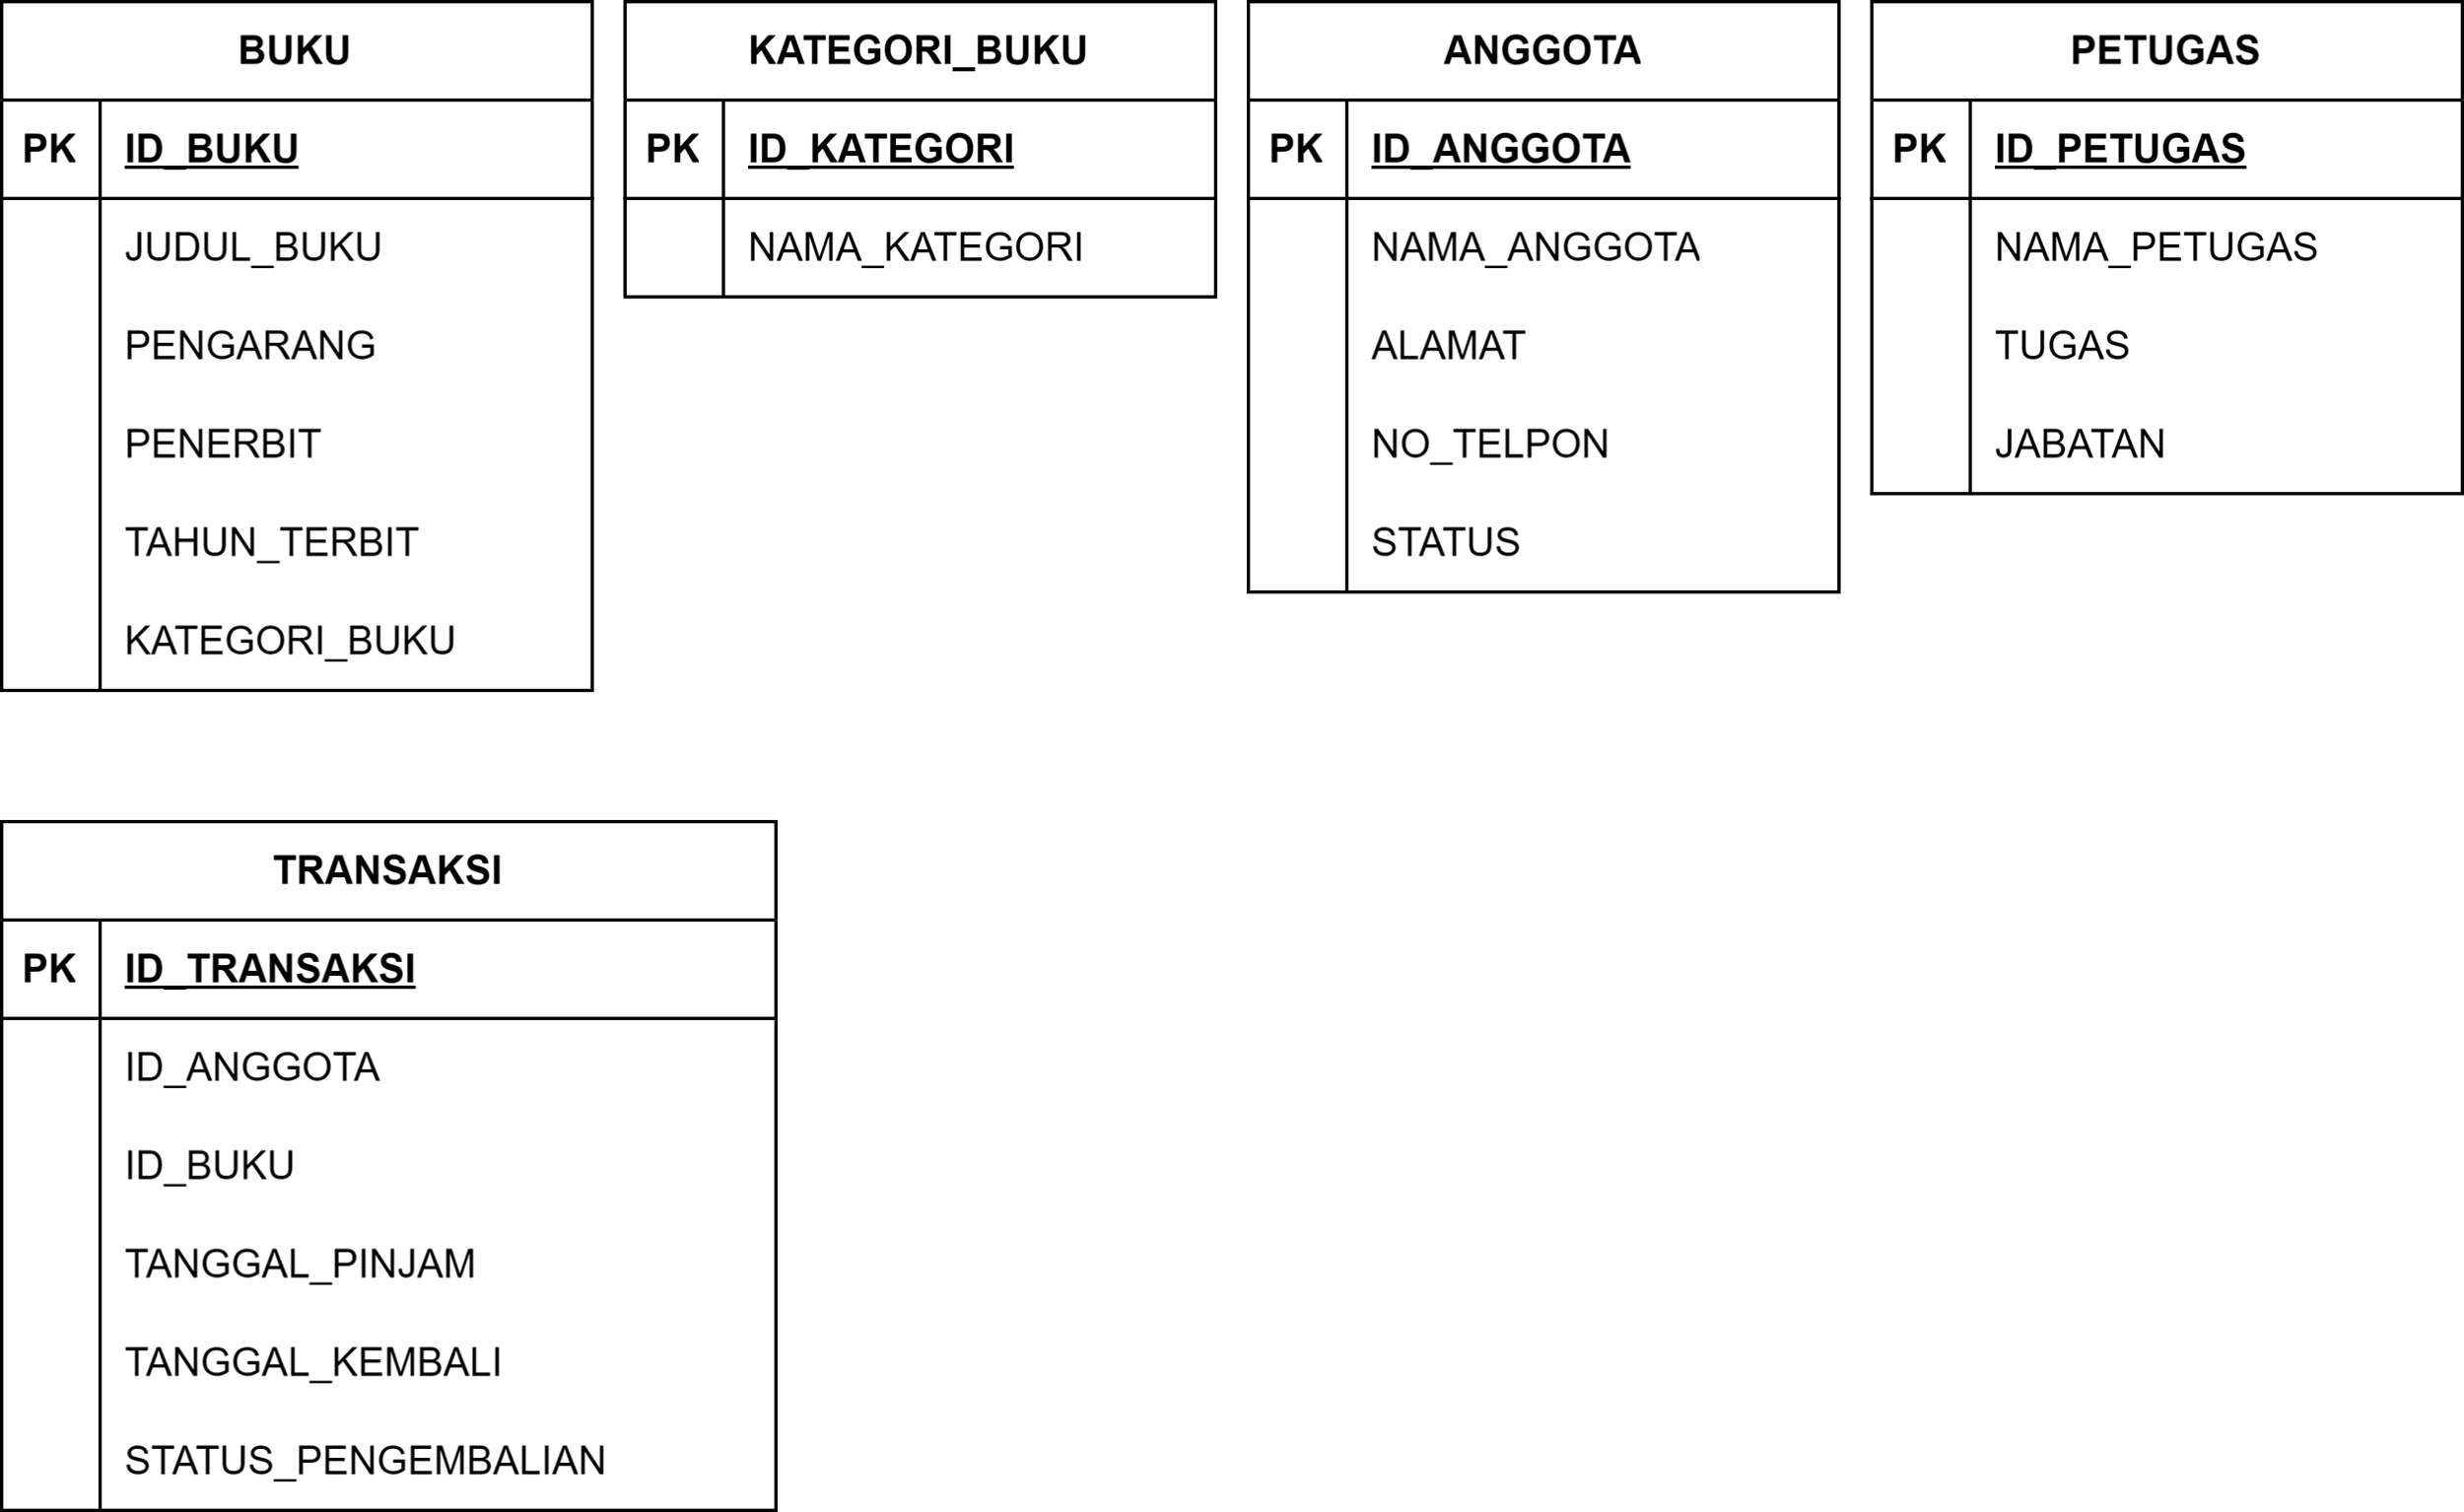 BUKU
PK ID_BUKU
JUDUL_BUKU
PENGARANG
PENERBIT
TAHUN_TERBIT
KATEGORI_BUKU
KATEGORI_BUKU
PK ID_KATEGORI
NAMA_KATEGORI
ANGGOTA
PK ID_ANGGOTA
NAMA_ANGGOTA
ALAMAT
NO_TELPON
STATUS
PETUGAS
PK ID_PETUGAS
NAMA_PETUGAS
TUGAS
JABATAN
TRANSAKSI
PK ID_TRANSAKSI
ID_ANGGOTA
ID_BUKU
TANGGAL_PINJAM
TANGGAL_KEMBALI
STATUS_PENGEMBALIAN